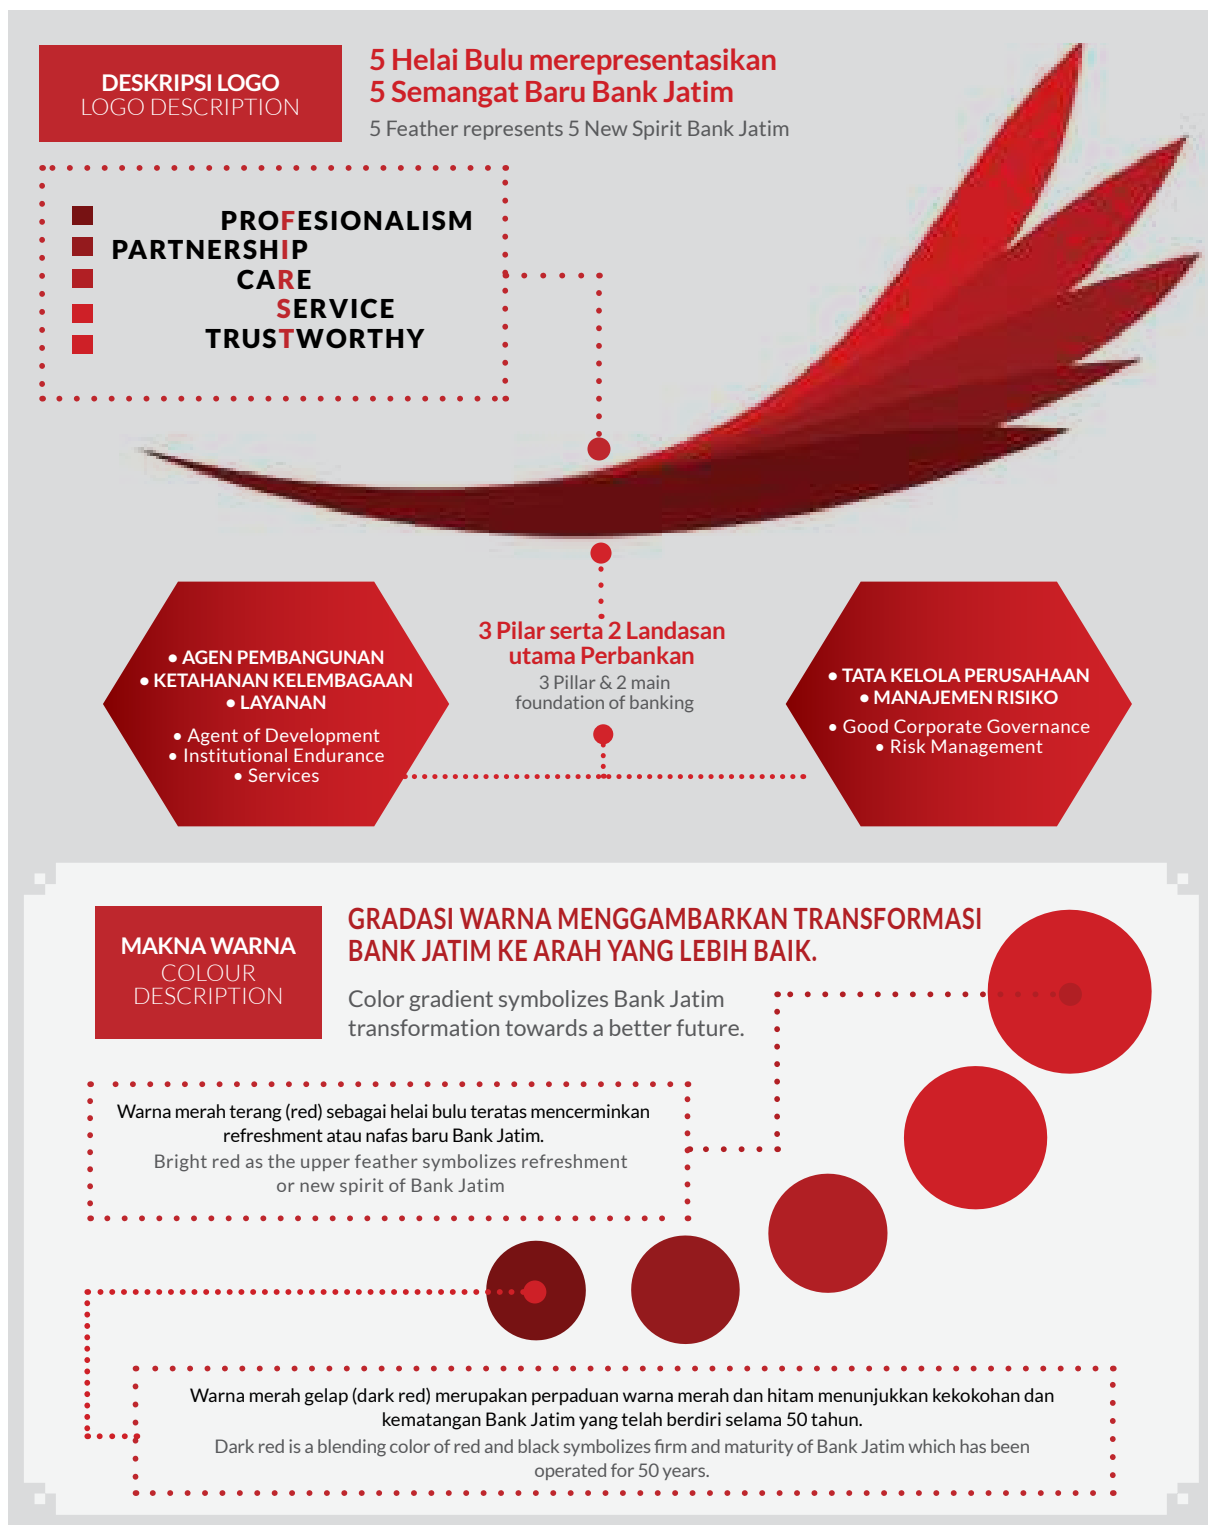 DESKRIPSI LOGO
LOGO DESCRIPTION
5 Helai Bulu merepresentasikan
5 Semangat Baru Bank Jatim
5 Feather represents 5 New Spirit Bank Jatim
PROFESIONALISM
PARTNERSHIP
CARE
SERVICE
TRUSTWORTHY
• AGEN PEMBANGUNAN
• KETAHANAN KELEMBAGAAN
• LAYANAN
• Agent of Development
• Institutional Endurance
• Services
3 Pilar serta 2 Landasan
utama Perbankan
3 Pillar & 2 main
foundation of banking
• TATA KELOLA PERUSAHAAN
• MANAJEMEN RISIKO
• Good Corporate Governance
• Risk Management
MAKNA WARNA
COLOUR
DESCRIPTION
GRADASI WARNA MENGGAMBARKAN TRANSFORMASI
BANK JATIM KE ARAH YANG LEBIH BAIK.
Color gradient symbolizes Bank Jatim
transformation towards a better future.
Warna merah terang (red) sebagai helai bulu teratas mencerminkan
refreshment atau nafas baru Bank Jatim.
Bright red as the upper feather symbolizes refreshment
or new spirit of Bank Jatim
Warna merah gelap (dark red) merupakan perpaduan warna merah dan hitam menunjukkan kekokohan dan
kematangan Bank Jatim yang telah berdiri selama 50 tahun.
Dark red is a blending color of red and black symbolizes firm and maturity of Bank Jatim which has been
operated for 50 years.